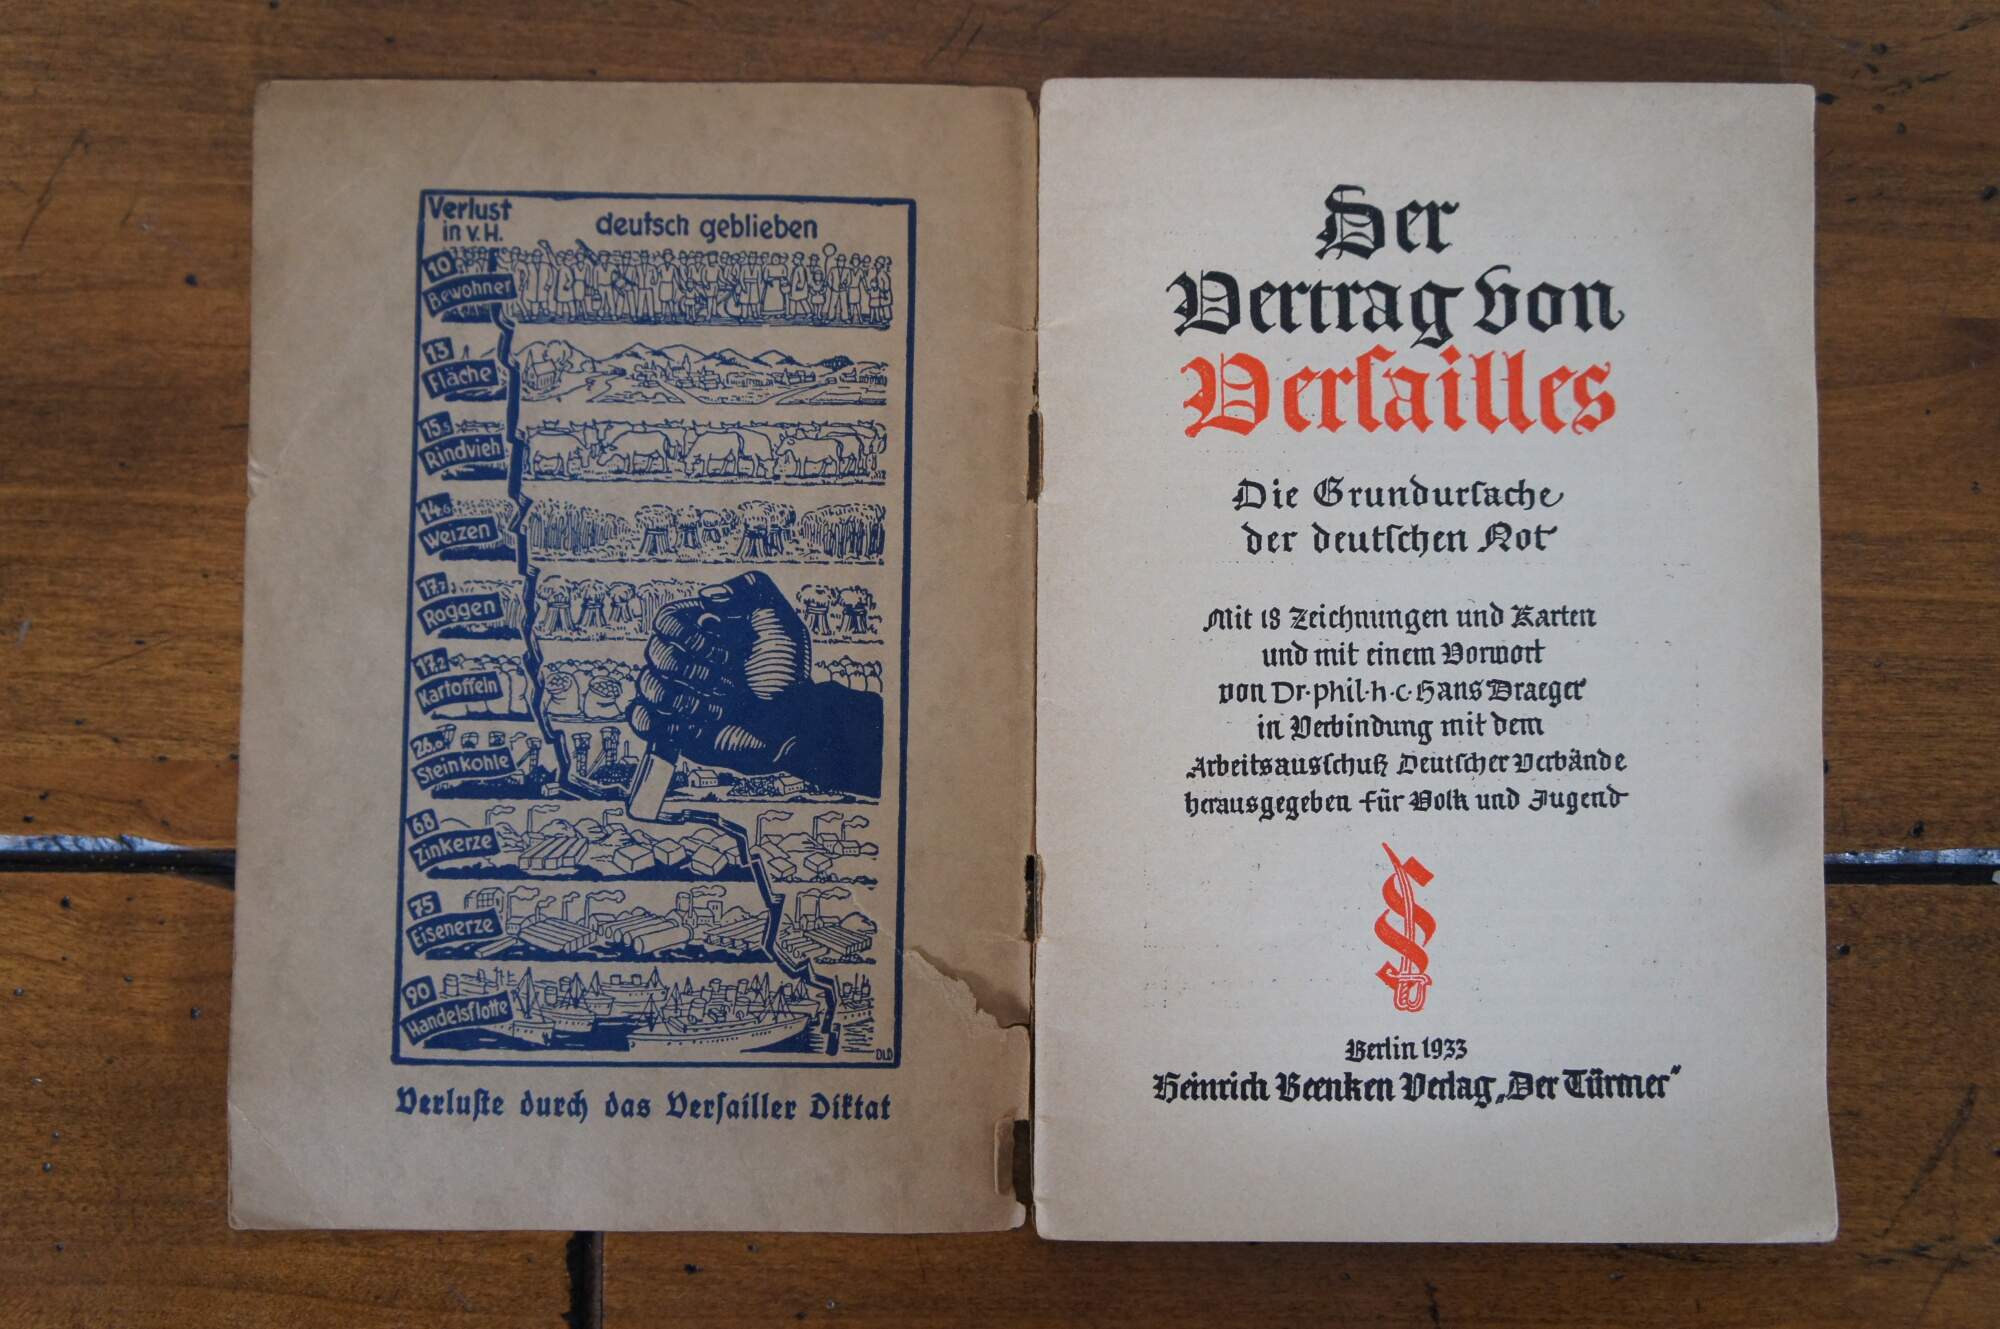 Verlust
in v. H.
deutsch geblieben
10
Bewohner
13
Fläche
15,5
Rindvieh
14,6
Weizen
17,7
Roggen
17,2
Kartoffeln
26,0
Steinkohle
68
Zinkerze
75
Eisenerze
90
Handelsflotte
DLD
Verluſte durch das Verſailler Diktat
Der
Vertrag von
Verſailles
Die Grundurſache
der deutſchen Not
Mit 18 Zeichnungen und Karten
und mit einem Vorwort
von Dr·phil·h·c·Hans Draeger
in Verbindung mit dem
Arbeitsausſchuß Deutſcher Verbände
herausgegeben für Volk und Jugend
§
Berlin 1933
Heinrich Beenken Verlag „Der Türmer“